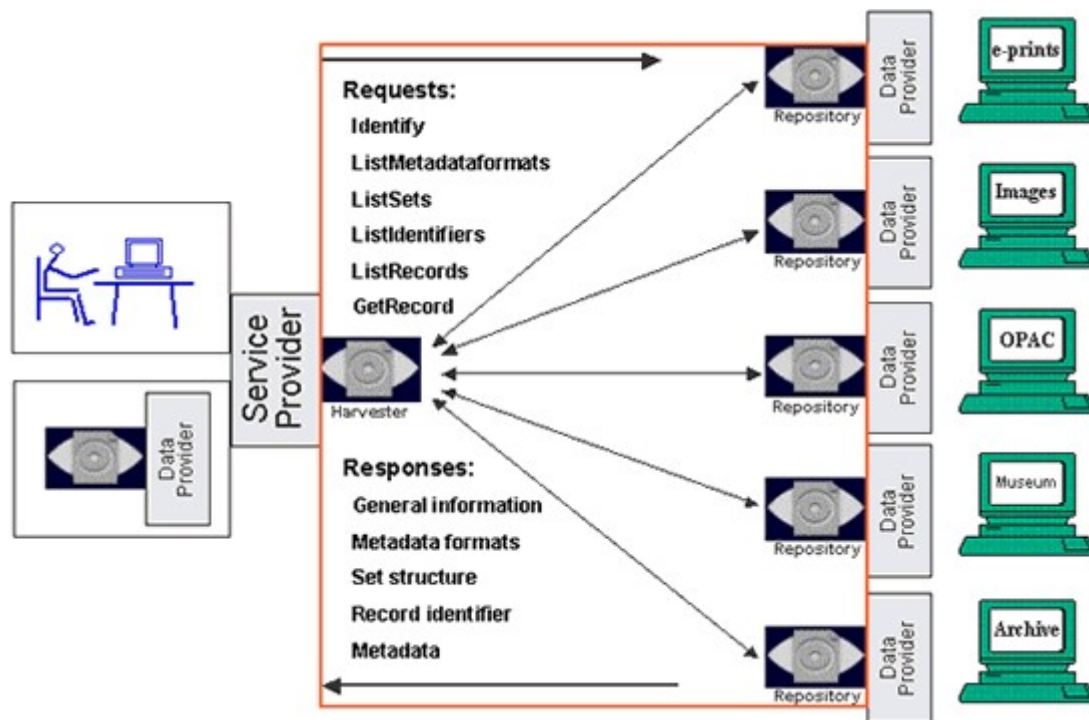 Requests:
Identify
ListMetadataformats
ListSets
ListIdentifiers
ListRecords
GetRecord
Service
Provider
Harvester
Data
Provider
Responses:
General information
Metadata formats
Set structure
Record identifier
Metadata
Repository
Data
Provider
e-prints
Repository
Data
Provider
Images
Repository
Data
Provider
OPAC
Repository
Data
Provider
Museum
Repository
Data
Provider
Archive